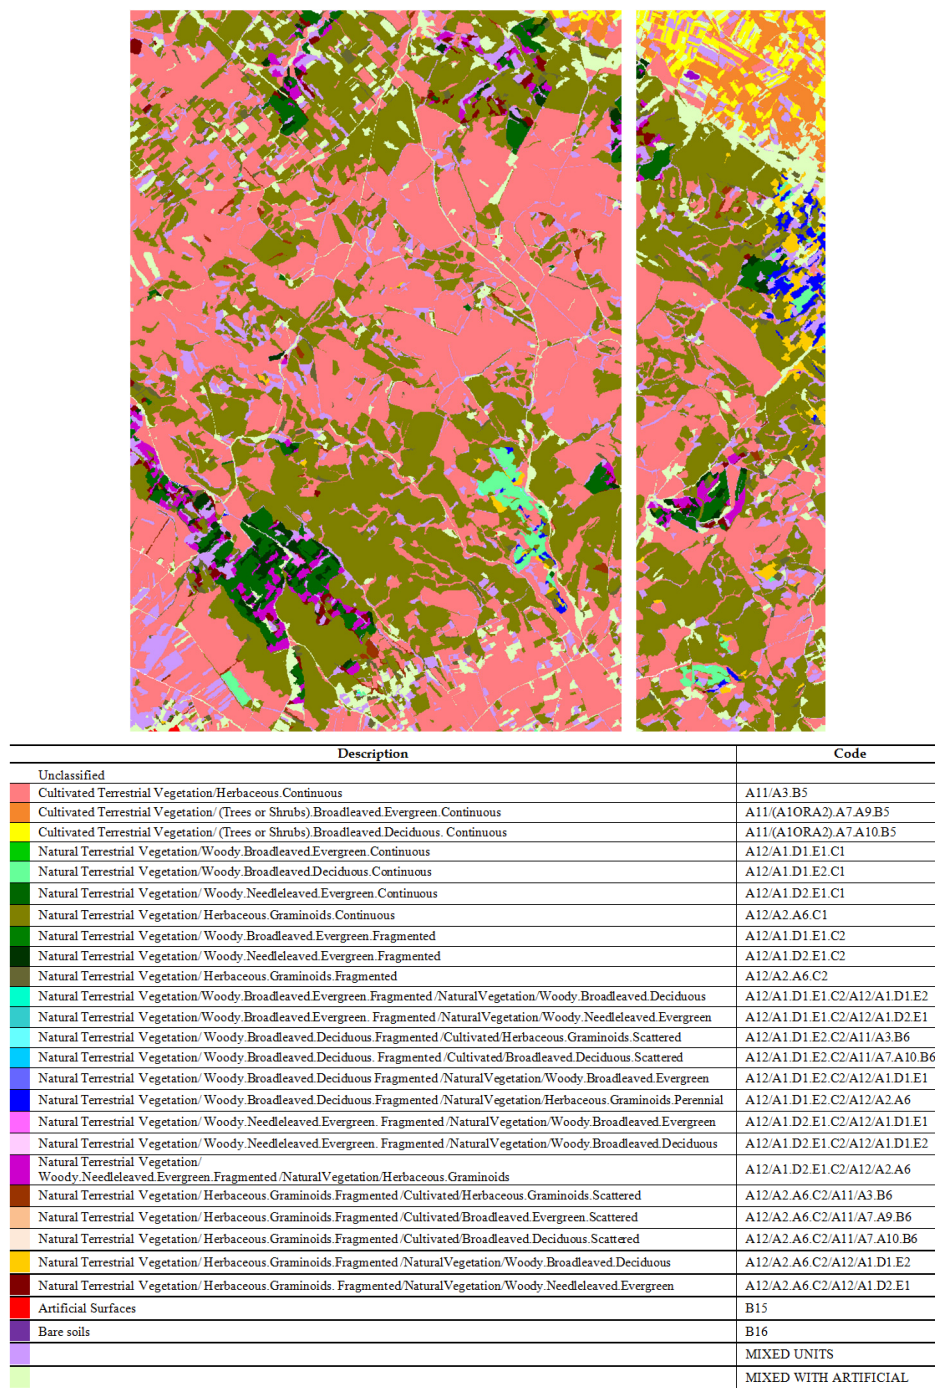 Description Code
Unclassified
Cultivated Terrestrial Vegetation/Herbaceous.Continuous A11/A3.B5
Cultivated Terrestrial Vegetation/ (Trees or Shrubs).Broadleaved.Evergreen.Continuous A11/(A1ORA2).A7.A9.B5
Cultivated Terrestrial Vegetation/ (Trees or Shrubs).Broadleaved.Deciduous. Continuous A11/(A1ORA2).A7.A10.B5
Natural Terrestrial Vegetation/Woody.Broadleaved.Evergreen.Continuous A12/A1.D1.E1.C1
Natural Terrestrial Vegetation/Woody.Broadleaved.Deciduous.Continuous A12/A1.D1.E2.C1
Natural Terrestrial Vegetation/ Woody.Needleleaved.Evergreen.Continuous A12/A1.D2.E1.C1
Natural Terrestrial Vegetation/ Herbaceous.Graminoids.Continuous A12/A2.A6.C1
Natural Terrestrial Vegetation/ Woody.Broadleaved.Evergreen.Fragmented A12/A1.D1.E1.C2
Natural Terrestrial Vegetation/ Woody.Needleleaved.Evergreen.Fragmented A12/A1.D2.E1.C2
Natural Terrestrial Vegetation/ Herbaceous.Graminoids.Fragmented A12/A2.A6.C2
Natural Terrestrial Vegetation/Woody.Broadleaved.Evergreen.Fragmented /NaturalVegetation/Woody.Broadleaved.Deciduous A12/A1.D1.E1.C2/A12/A1.D1.E2
Natural Terrestrial Vegetation/Woody.Broadleaved.Evergreen. Fragmented /NaturalVegetation/Woody.Needleleved.Evergreen A12/A1.D1.E1.C2/A12/A1.D2.E1
Natural Terrestrial Vegetation/ Woody.Broadleaved.Deciduous.Fragmented /Cultivated/Herbaceous.Graminoids.Scattered A12/A1.D1.E2.C2/A11/A3.B6
Natural Terrestrial Vegetation/ Woody.Broadleaved.Deciduous. Fragmented /Cultivated/Broadleaved.Deciduous.Scattered A12/A1.D1.E2.C2/A11/A7.A10.B6
Natural Terrestrial Vegetation/ Woody.Broadleaved.Deciduous Fragmented /NaturalVegetation/Woody.Broadleaved.Evergreen A12/A1.D1.E2.C2/A12/A1.D1.E1
Natural Terrestrial Vegetation/ Woody.Broadleaved.Deciduous.Fragmented /NaturalVegetation/Herbaceous.Graminoids.Perennial A12/A1.D1.E2.C2/A12/A2.A6
Natural Terrestrial Vegetation/ Woody.Needleleaved.Evergreen. Fragmented /NaturalVegetation/Woody.Broadleaved.Evergreen A12/A1.D2.E1.C2/A12/A1.D1.E1
Natural Terrestrial Vegetation/ Woody.Needleleaved.Evergreen. Fragmented /NaturalVegetation/Woody.Broadleaved.Deciduous A12/A1.D2.E1.C2/A12/A1.D1.E2
Natural Terrestrial Vegetation/
Woody.Needleleaved.Evergreen.Fragmented /NaturalVegetation/Herbaceous.Graminoids A12/A1.D2.E1.C2/A12/A2.A6
Natural Terrestrial Vegetation/ Herbaceous.Graminoids.Fragmented /Cultivated/Herbaceous.Graminoids.Scattered A12/A2.A6.C2/A11/A3.B6
Natural Terrestrial Vegetation/ Herbaceous.Graminoids.Fragmented /Cultivated/Broadleaved.Evergreen.Scattered A12/A2.A6.C2/A11/A7.A9.B6
Natural Terrestrial Vegetation/ Herbaceous.Graminoids.Fragmented /Cultivated/Broadleaved.Deciduous.Scattered A12/A2.A6.C2/A11/A7.A10.B6
Natural Terrestrial Vegetation/ Herbaceous.Graminoids.Fragmented /NaturalVegetation/Woody.Broadleaved.Deciduous A12/A2.A6.C2/A12/A1.D1.E2
Natural Terrestrial Vegetation/ Herbaceous.Graminoids. Fragmented/NaturalVegetation/Woody.Needleleaved.Evergreen A12/A2.A6.C2/A12/A1.D2.E1
Artificial Surfaces B15
Bare soils B16
MIXED UNITS
MIXED WITH ARTIFICIAL